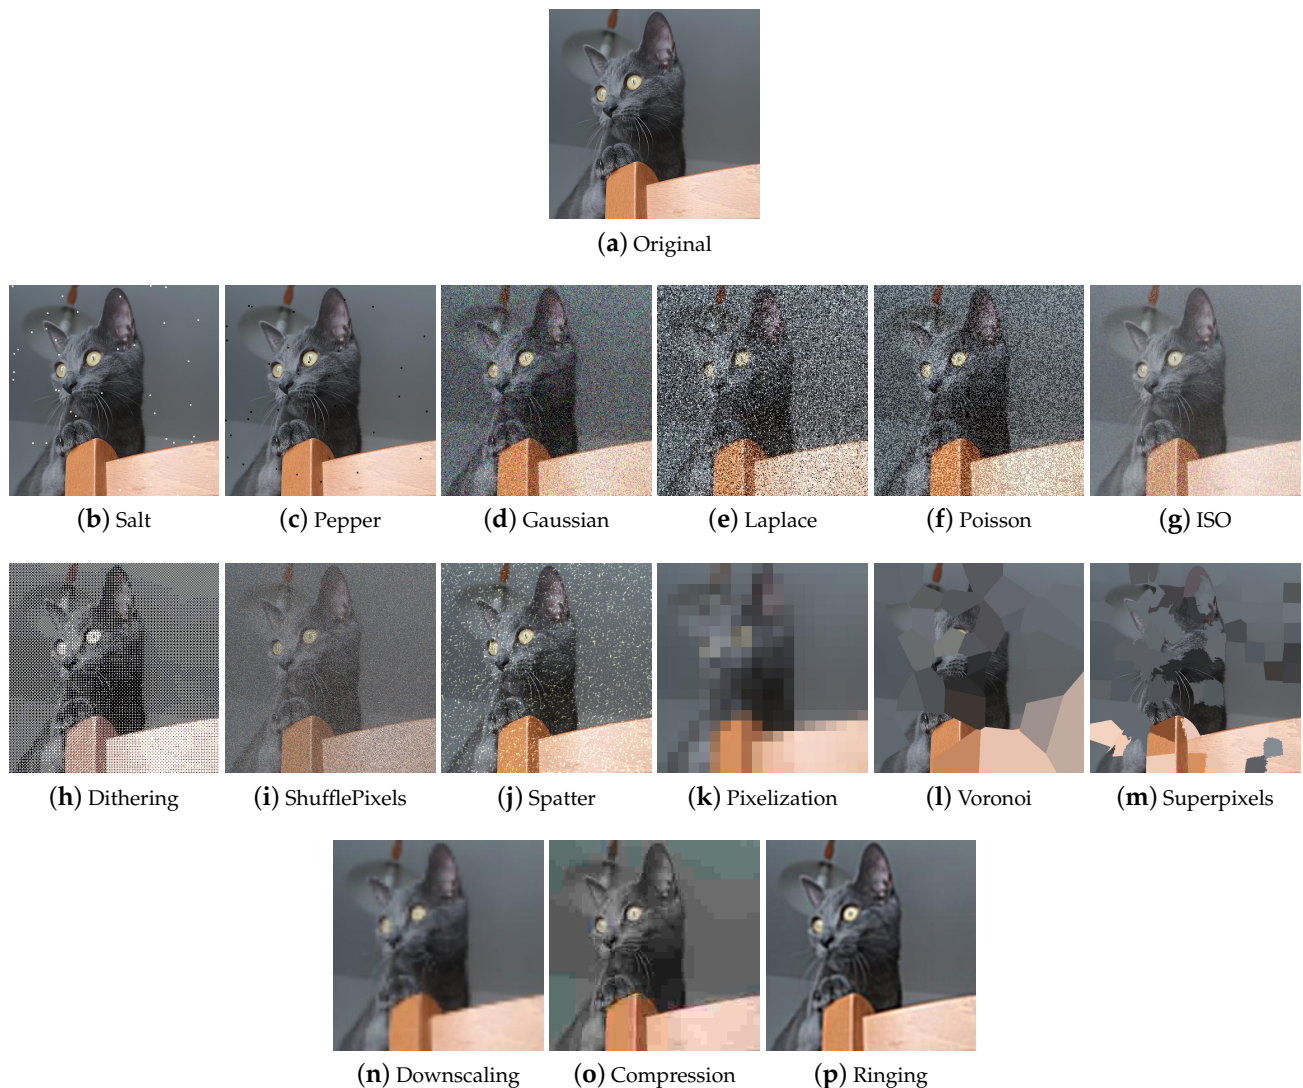 (a) Original
(b) Salt
(c) Pepper
(d) Gaussian
(e) Laplace
(f) Poisson
(g) ISO
(h) Dithering
(i) ShufflePixels
(j) Spatter
(k) Pixelization
(l) Voronoi
(m) Superpixels
(n) Downscaling
(o) Compression
(p) Ringing